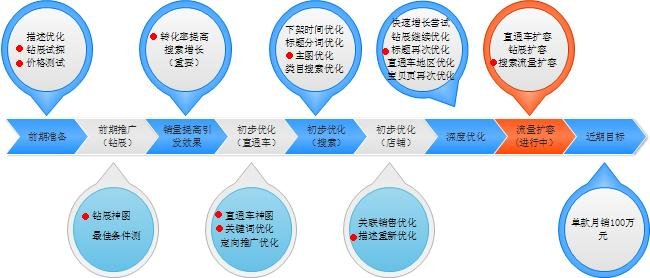 描述优化
钻展试探
价格测试
转化率提高
搜索增长
(重要)
下架时间优化
标题分词优化
主图优化
类目搜索优化
快速增长尝试
钻展继续优化
标题再次优化
直通车地区优化
宝贝页再次优化
直通车扩容
钻展扩容
搜索流量扩容
前期准备
前期推广
(钻展)
销量提高引
发效果
初步优化
(直通车)
初步优化
(搜索)
初步优化
(店铺)
深度优化
流量扩容
(进行中)
近期目标
钻展神图
最佳条件测
直通车神图
关键词优化
定向推广优化
关联销售优化
描述重新优化
单款月销100万
元